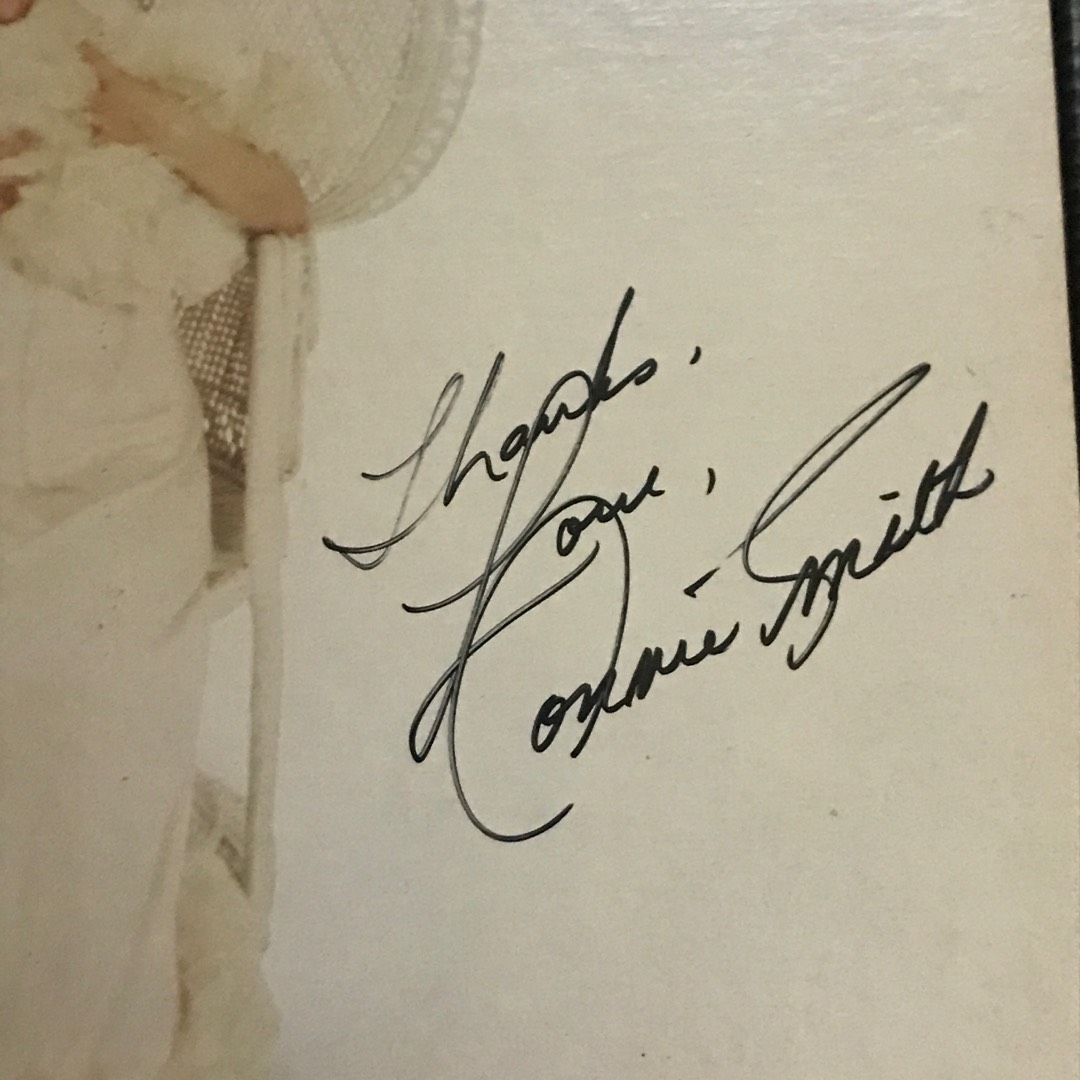 Thanks,
Love,
Connie Smith